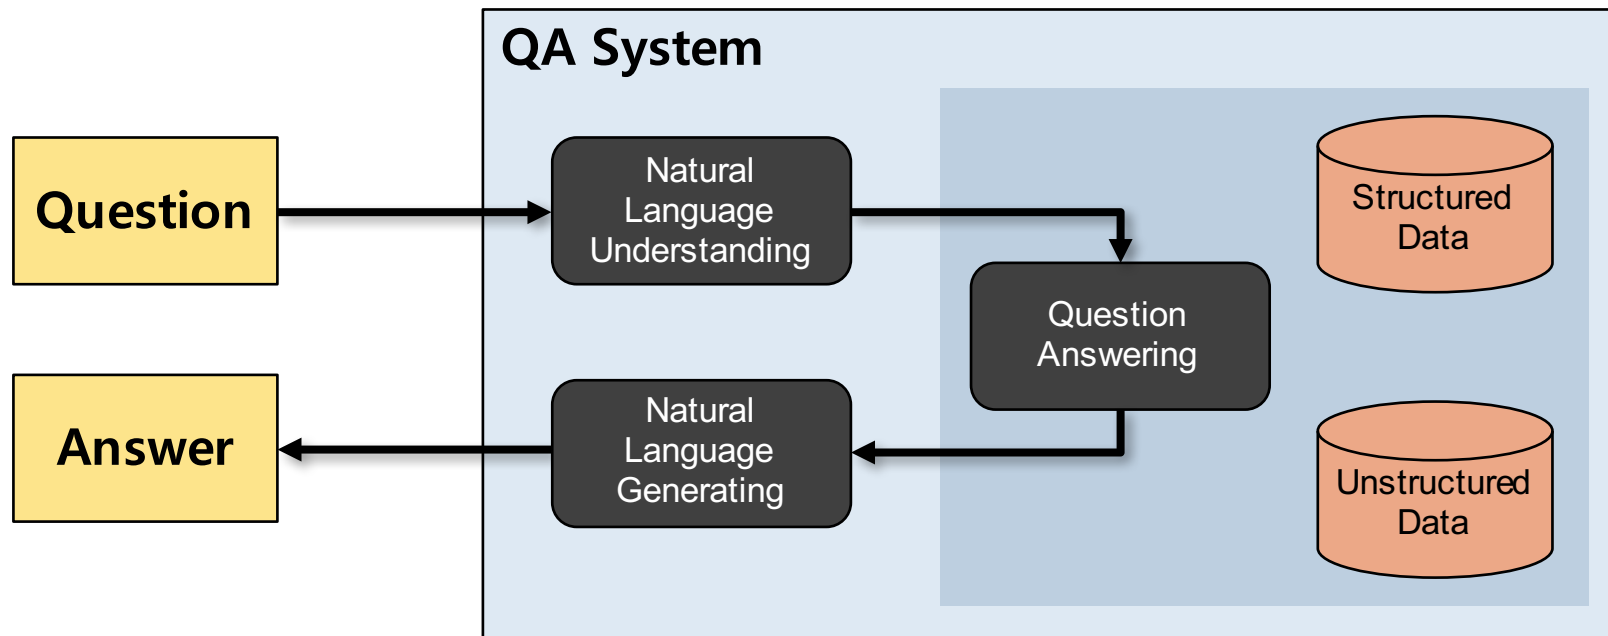 QA System
Question
Natural
Language
Understanding
Structured
Data
Question
Answering
Answer
Natural
Language
Generating
Unstructured
Data